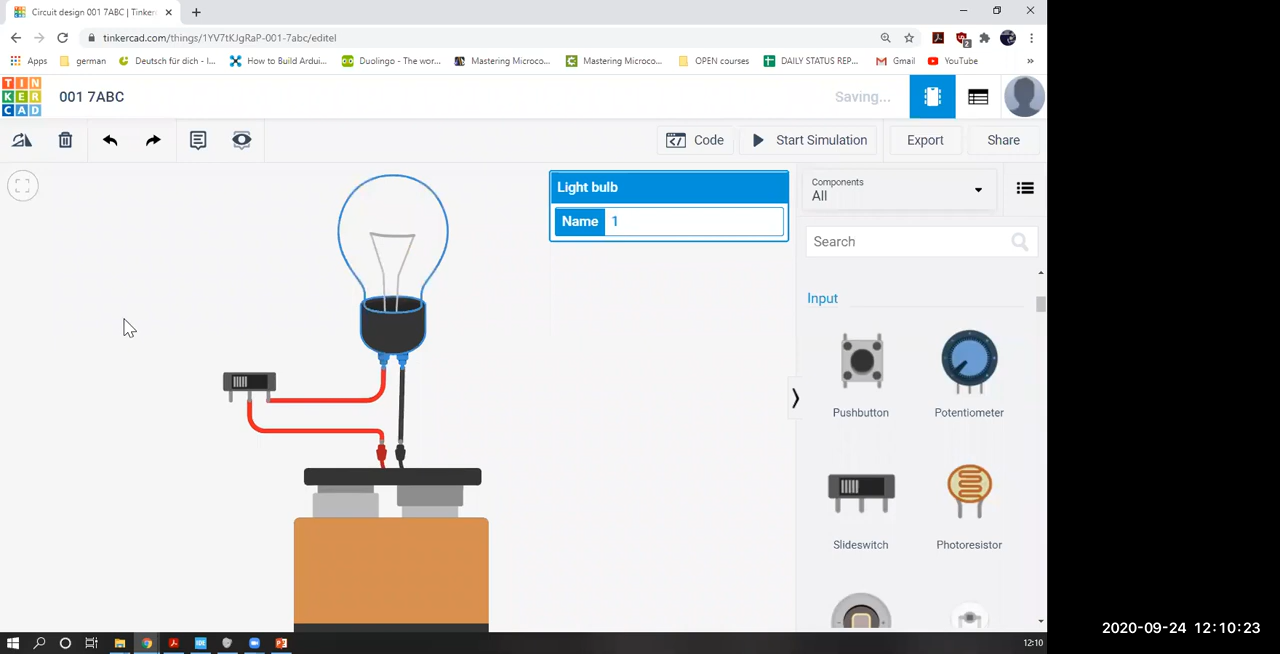 Circuit design 001 7ABC | Tinker
tinkercad.com/things/1YV7tKJgRaP-001-7abc/editel
Apps german Deutsch für dich - I... How to Build Arduin... Duolingo - The wor... Mastering Microco... Mastering Microco... OPEN courses DAILY STATUS REP... Gmail YouTube »
TIN
KER
CAD
001 7ABC
Saving...
Code
Start Simulation
Export
Share
Light bulb
Name 1
Components
All
Search
Input
Pushbutton
Potentiometer
Slideswitch
Photoresistor
12:10
2020-09-24 12:10:23